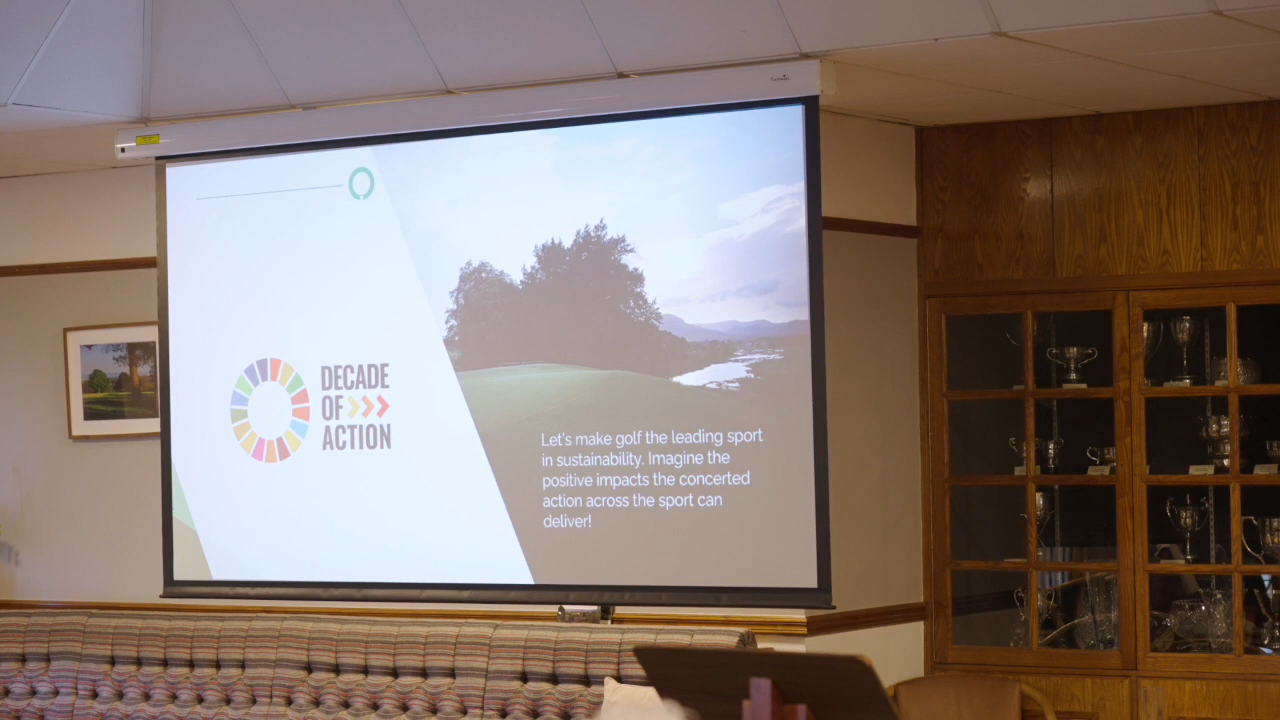 DECADE
OF
ACTION
Let's make golf the leading sport
in sustainability. Imagine the
positive impacts the concerted
action across the sport can
deliver!